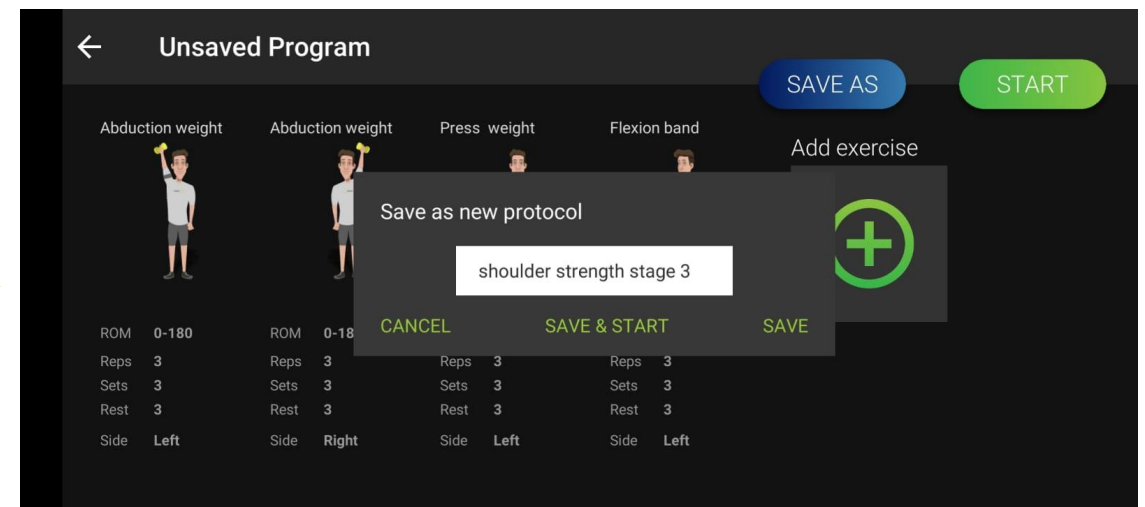 Unsaved Program
SAVE AS
START
Abduction weight
Abduction weight
Press weight
Flexion band
Add exercise
Save as new protocol
shoulder strength stage 3
CANCEL
SAVE & START
SAVE
ROM 0-180
ROM 0-18
Reps 3
Reps 3
Reps 3
Reps 3
Sets 3
Sets 3
Sets 3
Sets 3
Rest 3
Rest 3
Rest 3
Rest 3
Side Left
Side Right
Side Left
Side Left